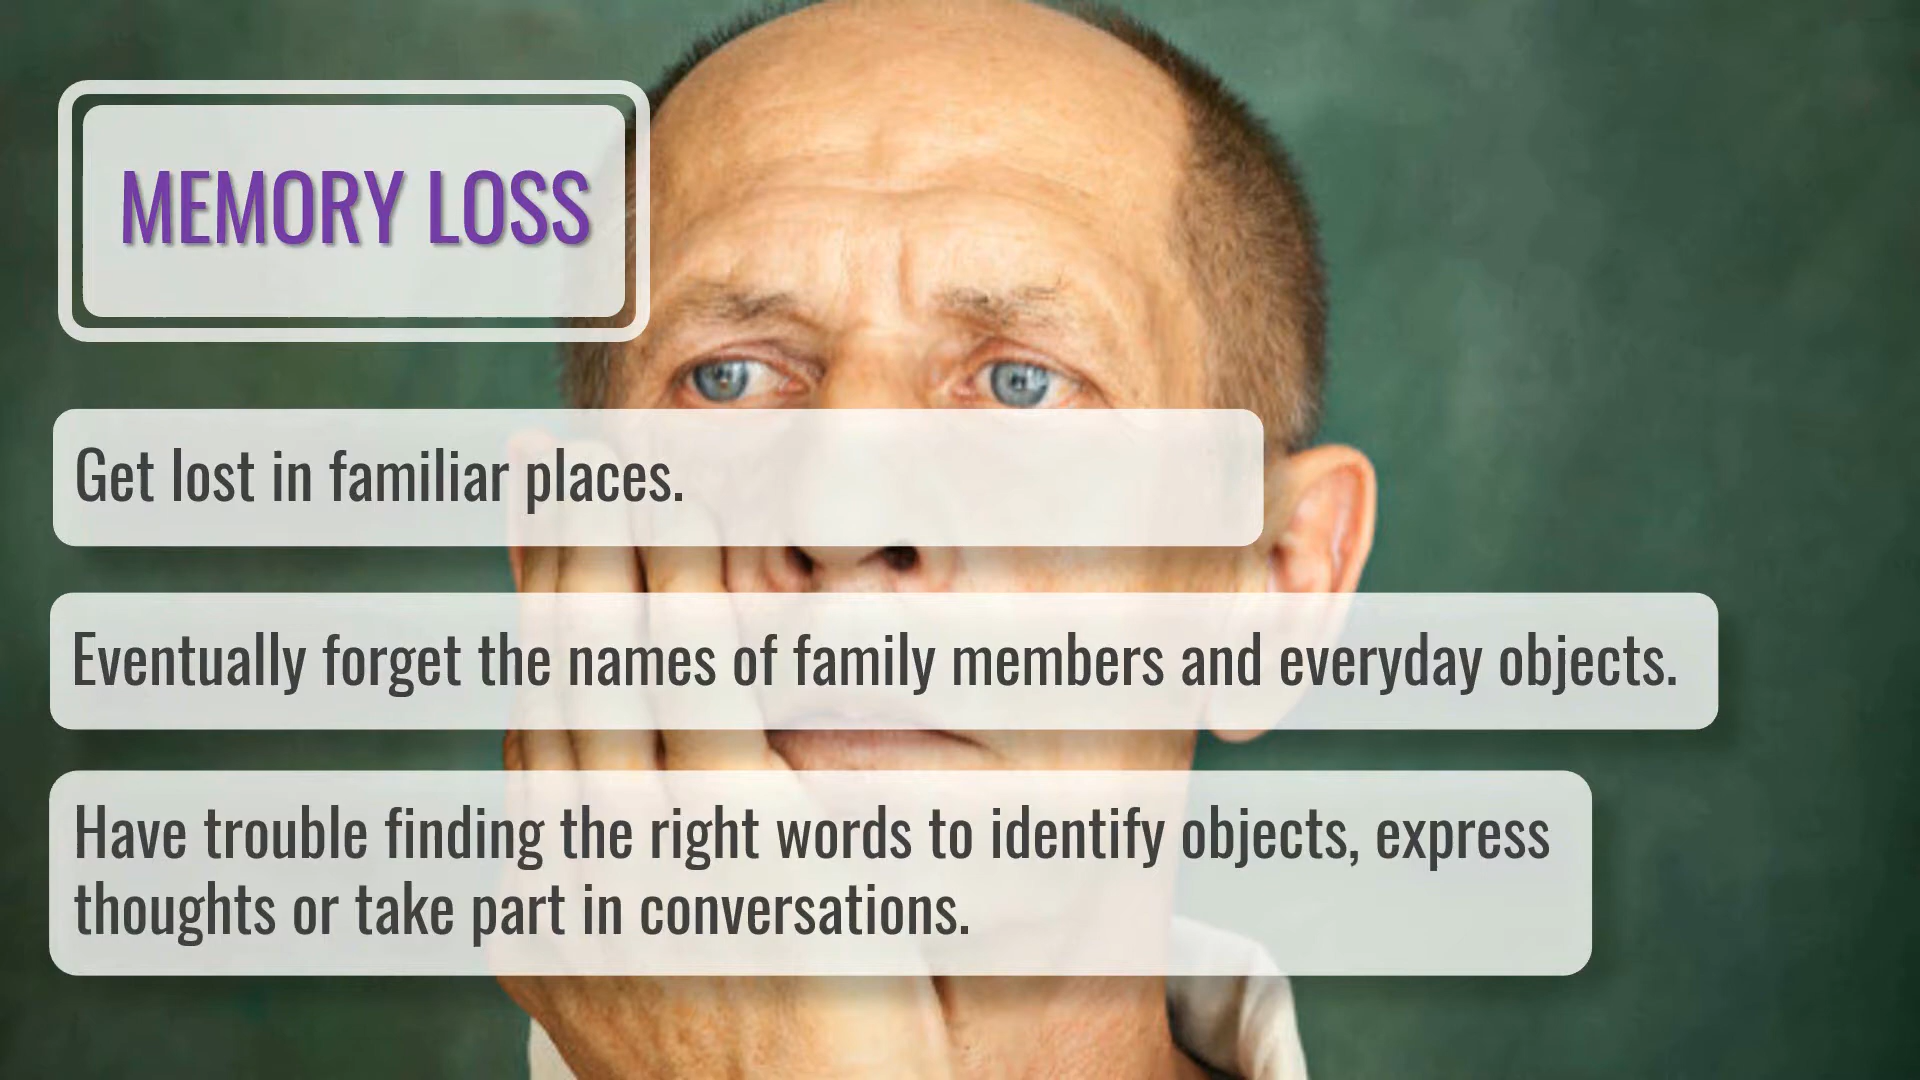 MEMORY LOSS
Get lost in familiar places.
Eventually forget the names of family members and everyday objects.
Have trouble finding the right words to identify objects, express
thoughts or take part in conversations.